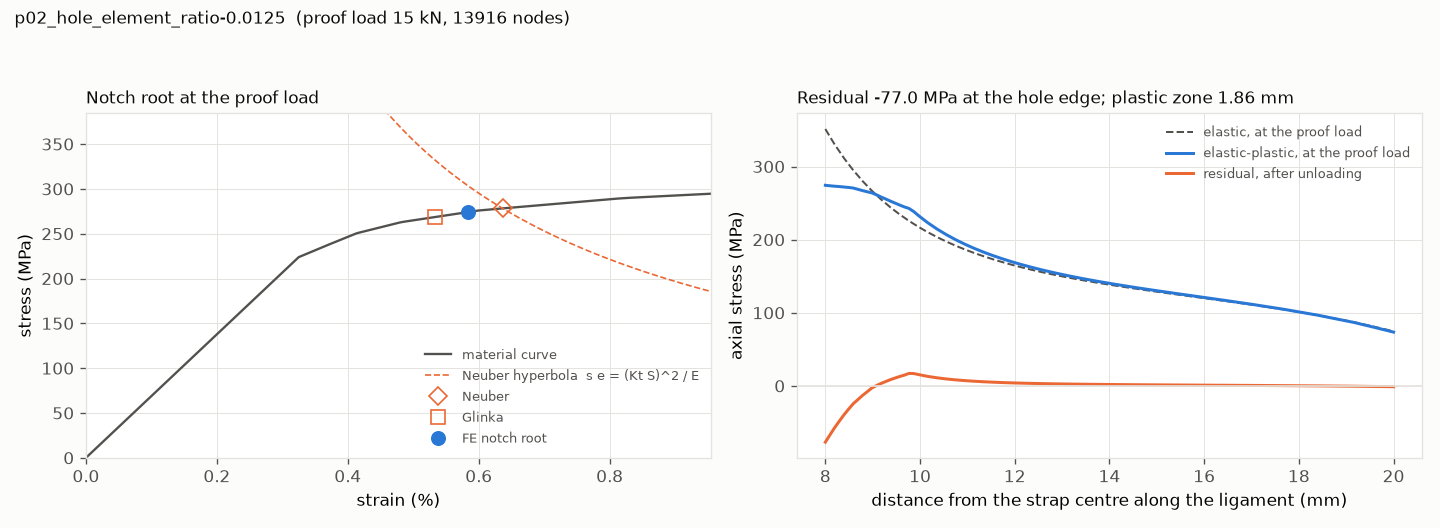 p02_hole_element_ratio-0.0125  (proof load 15 kN, 13916 nodes)
Notch root at the proof load
350
300
250
200
150
100
50
0
0.0
0.2
0.4
0.6
0.8
stress (MPa)
strain (%)
material curve
Neuber hyperbola  s e = (Kt S)^2 / E
Neuber
Glinka
FE notch root
Residual -77.0 MPa at the hole edge; plastic zone 1.86 mm
300
200
100
0
8
10
12
14
16
18
20
axial stress (MPa)
distance from the strap centre along the ligament (mm)
elastic, at the proof load
elastic-plastic, at the proof load
residual, after unloading